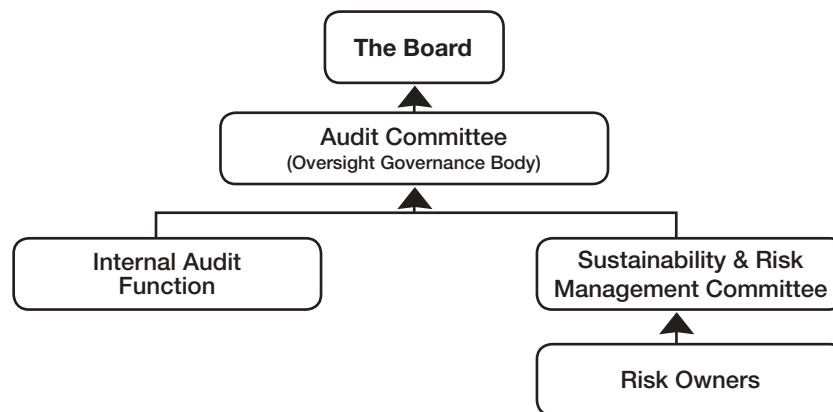 The Board
Audit Committee
(Oversight Governance Body)
Internal Audit
Function
Sustainability & Risk
Management Committee
Risk Owners